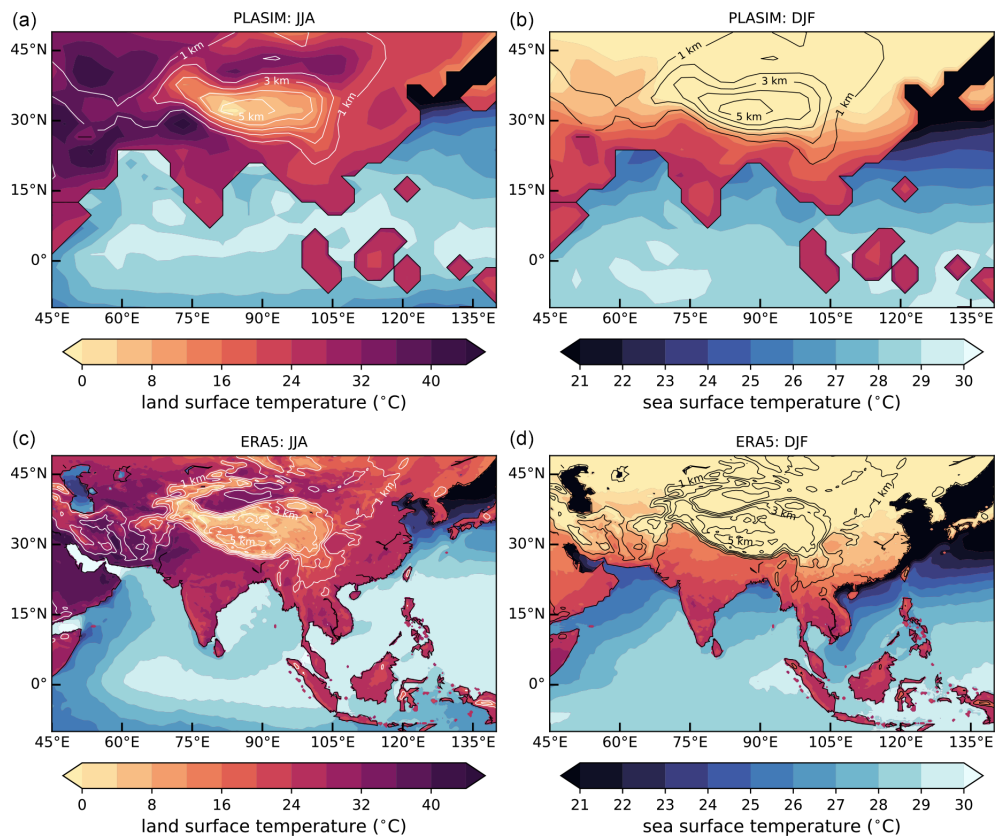 (a)
PLASIM: JJA
45°N
30°N
15°N
0°
1 km
3 km
1 km
5 km
45°E 60°E 75°E 90°E 105°E 120°E 135°E
0 8 16 24 32 40
land surface temperature (°C)
(b)
PLASIM: DJF
45°N
30°N
15°N
0°
1 km
3 km
1 km
5 km
45°E 60°E 75°E 90°E 105°E 120°E 135°E
21 22 23 24 25 26 27 28 29 30
sea surface temperature (°C)
(c)
ERA5: JJA
45°N
30°N
15°N
0°
1 km
1 km
3 km
5 km
45°E 60°E 75°E 90°E 105°E 120°E 135°E
0 8 16 24 32 40
land surface temperature (°C)
(d)
ERA5: DJF
45°N
30°N
15°N
0°
1 km
1 km
3 km
5 km
45°E 60°E 75°E 90°E 105°E 120°E 135°E
21 22 23 24 25 26 27 28 29 30
sea surface temperature (°C)